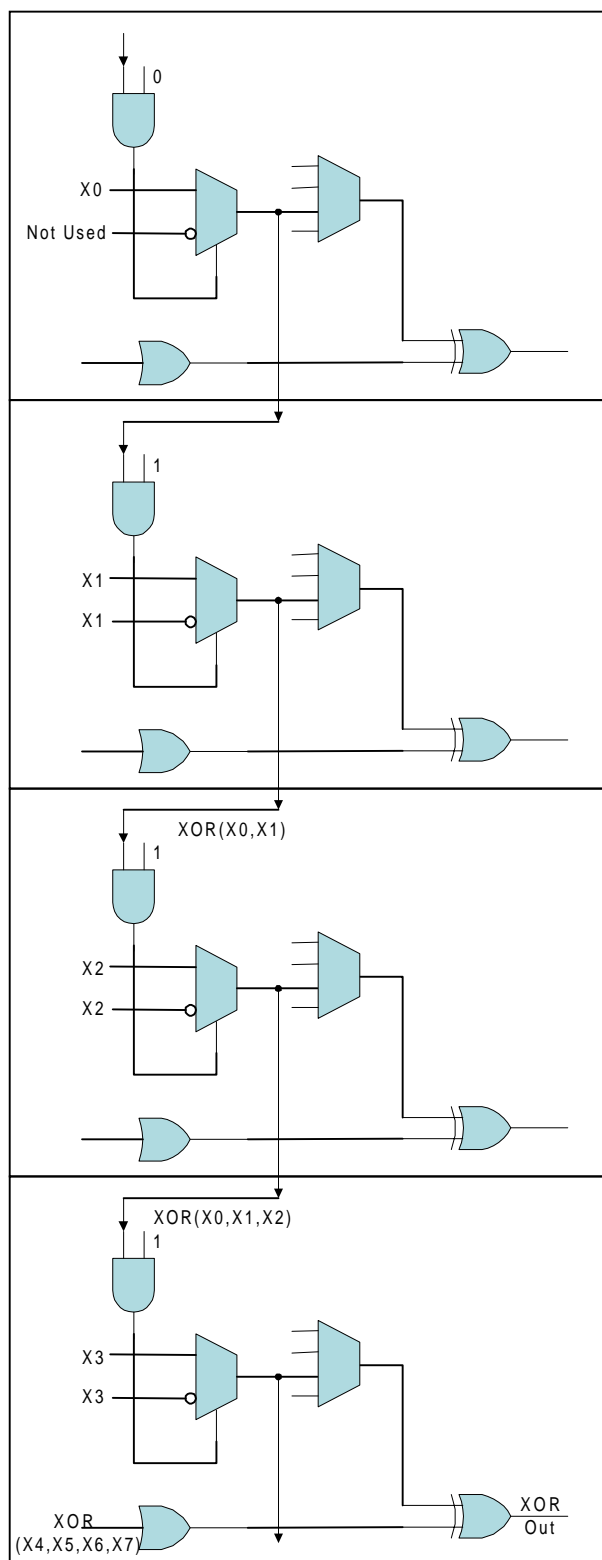 0
X0
Not Used
1
X1
X1
XOR(X0,X1)
1
X2
X2
XOR(X0,X1,X2)
1
X3
X3
XOR
(X4,X5,X6,X7)
XOR
Out